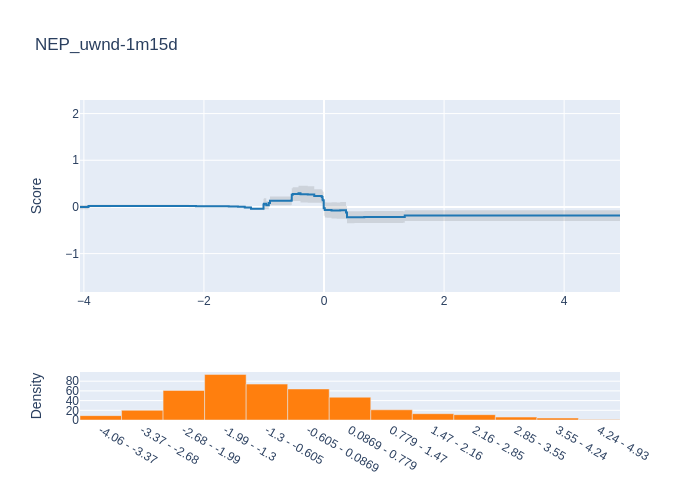 NEP_uwnd-1m15d
Score
2
1
0
−1
−4
−2
0
2
4
Density
80
60
40
20
0
-4.06 - -3.37
-3.37 - -2.68
-2.68 - -1.99
-1.99 - -1.3
-1.3 - -0.605
-0.605 - 0.0869
0.0869 - 0.779
0.779 - 1.47
1.47 - 2.16
2.16 - 2.85
2.85 - 3.55
3.55 - 4.24
4.24 - 4.93